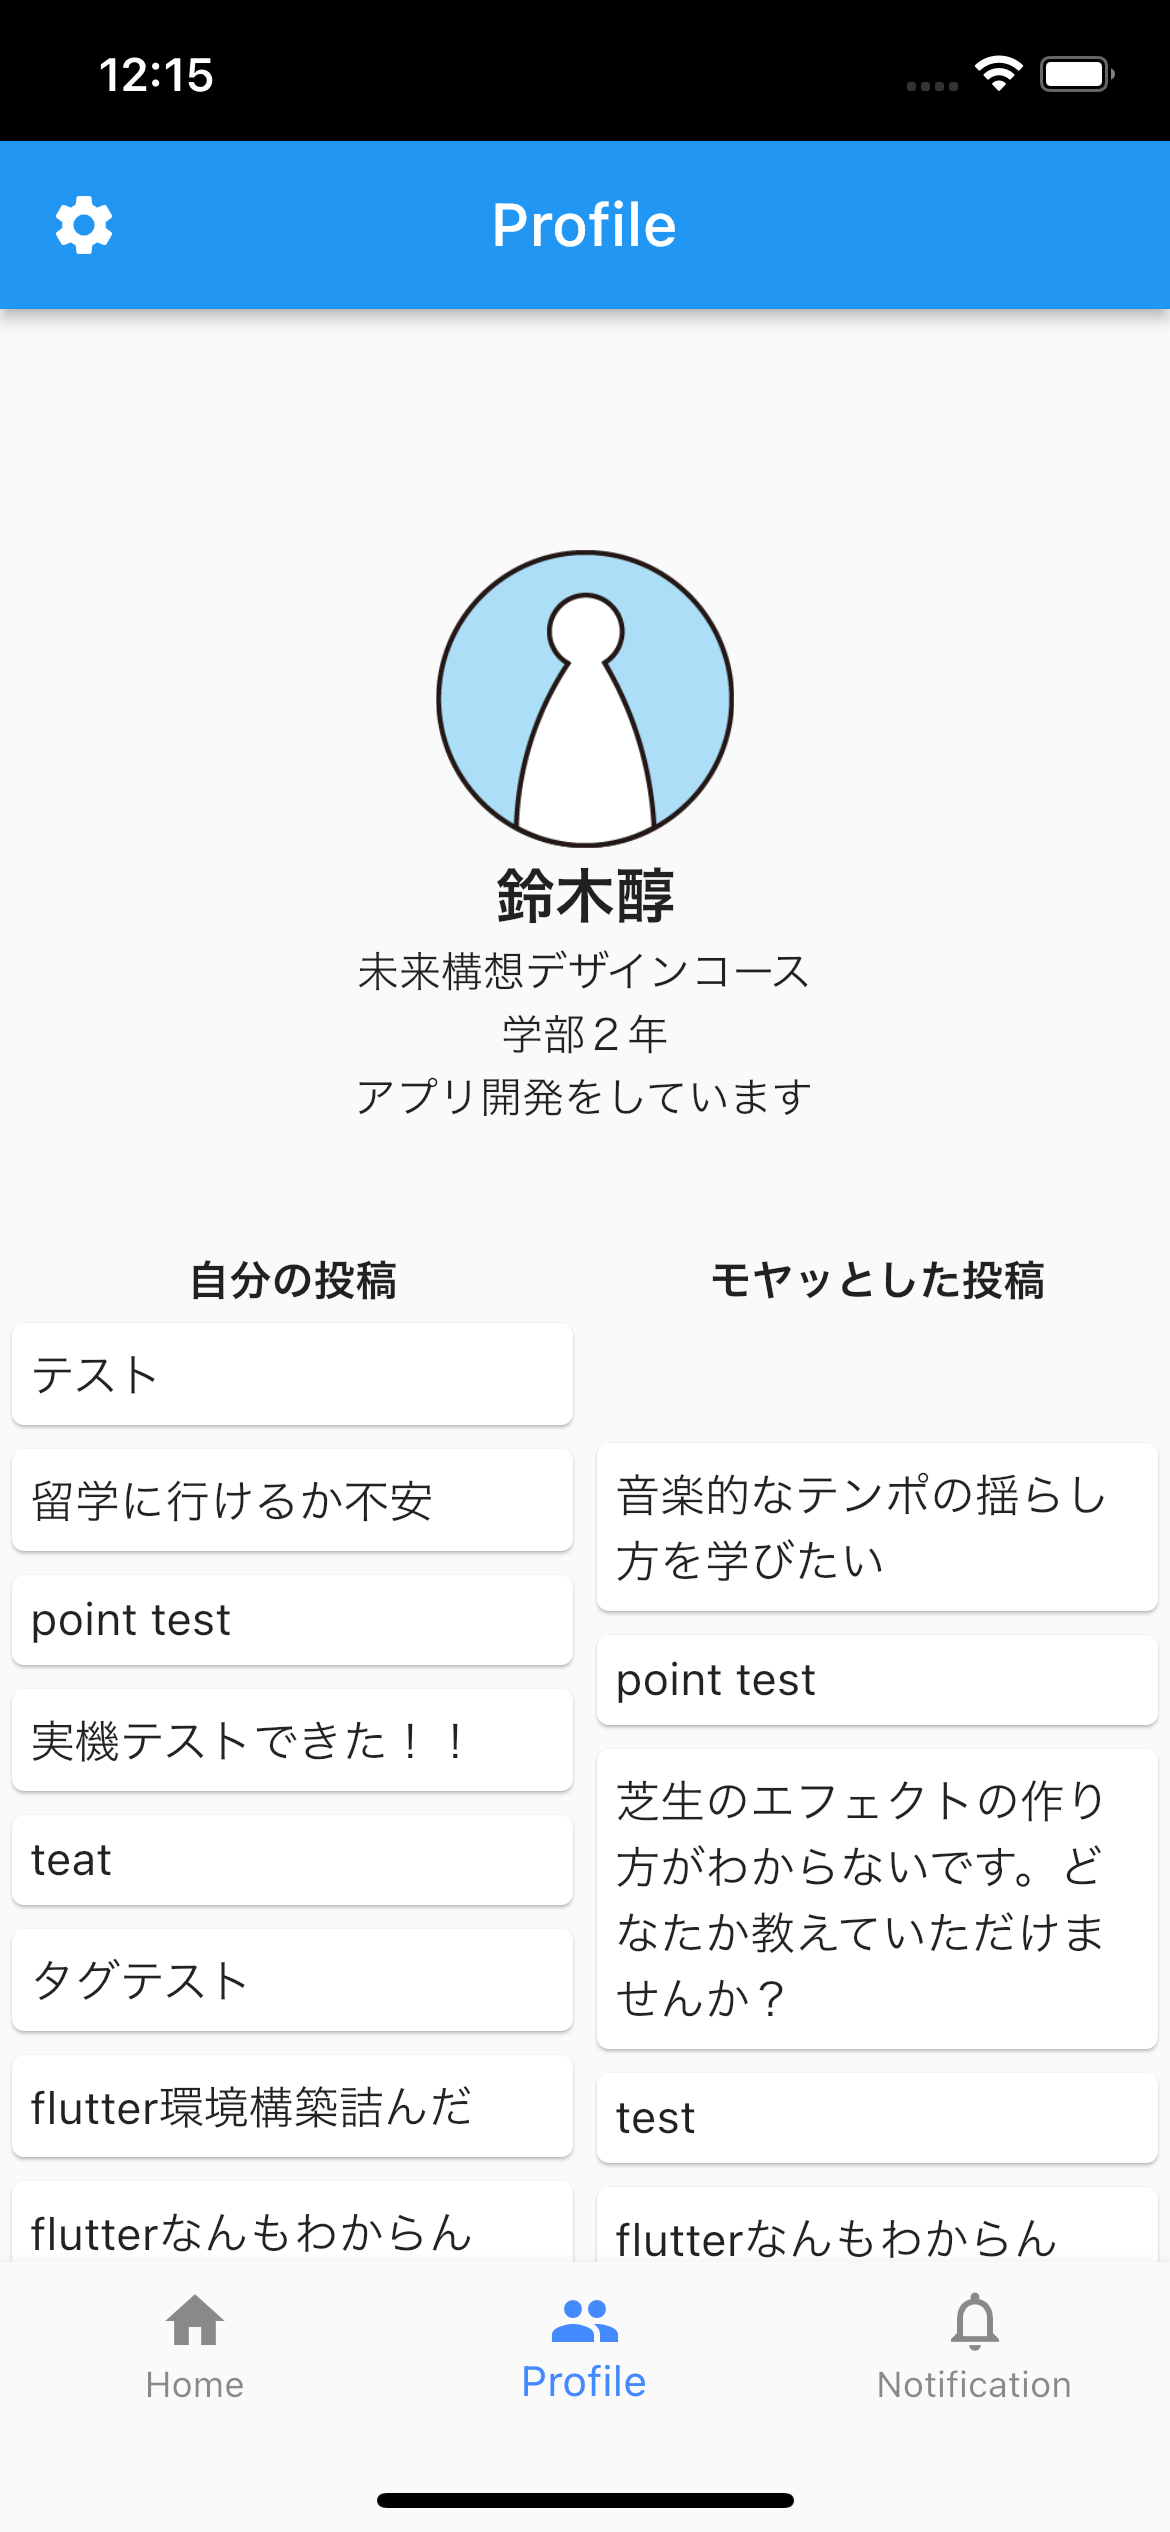 12:15
Profile
鈴木醇
未来構想デザインコース
学部２年
アプリ開発をしています
自分の投稿
テスト
留学に行けるか不安
point test
実機テストできた！！
teat
タグテスト
flutter環境構築詰んだ
flutterなんもわからん
モヤッとした投稿
音楽的なテンポの揺らし
方を学びたい
point test
芝生のエフェクトの作り
方がわからないです。ど
なたか教えていただけま
せんか？
test
flutterなんもわからん
Home
Profile
Notification